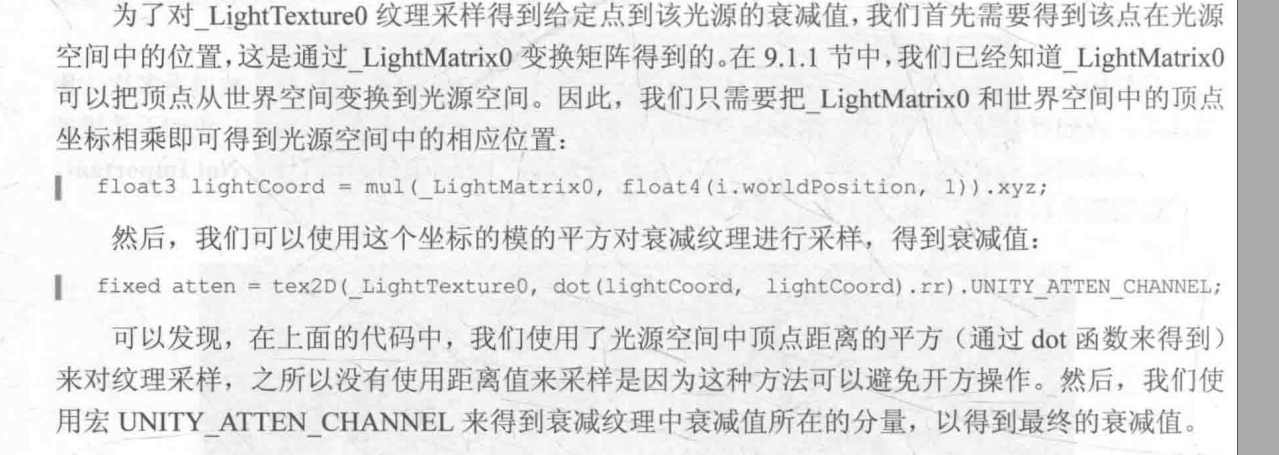 为了对_LightTexture0 纹理采样得到给定点到该光源的衰减值，我们首先需要得到该点在光源
空间中的位置，这是通过_LightMatrix0 变换矩阵得到的。在 9.1.1 节中，我们已经知道_LightMatrix0
可以把顶点从世界空间变换到光源空间。因此，我们只需要把_LightMatrix0 和世界空间中的顶点
坐标相乘即可得到光源空间中的相应位置：
float3 lightCoord = mul(_LightMatrix0, float4(i.worldPosition, 1)).xyz;
然后，我们可以使用这个坐标的模的平方对衰减纹理进行采样，得到衰减值：
fixed atten = tex2D(_LightTexture0, dot(lightCoord, lightCoord).rr).UNITY_ATTEN_CHANNEL;
可以发现，在上面的代码中，我们使用了光源空间中顶点距离的平方（通过 dot 函数来得到）
来对纹理采样，之所以没有使用距离值来采样是因为这种方法可以避免开方操作。然后，我们使
用宏 UNITY_ATTEN_CHANNEL 来得到衰减纹理中衰减值所在的分量，以得到最终的衰减值。